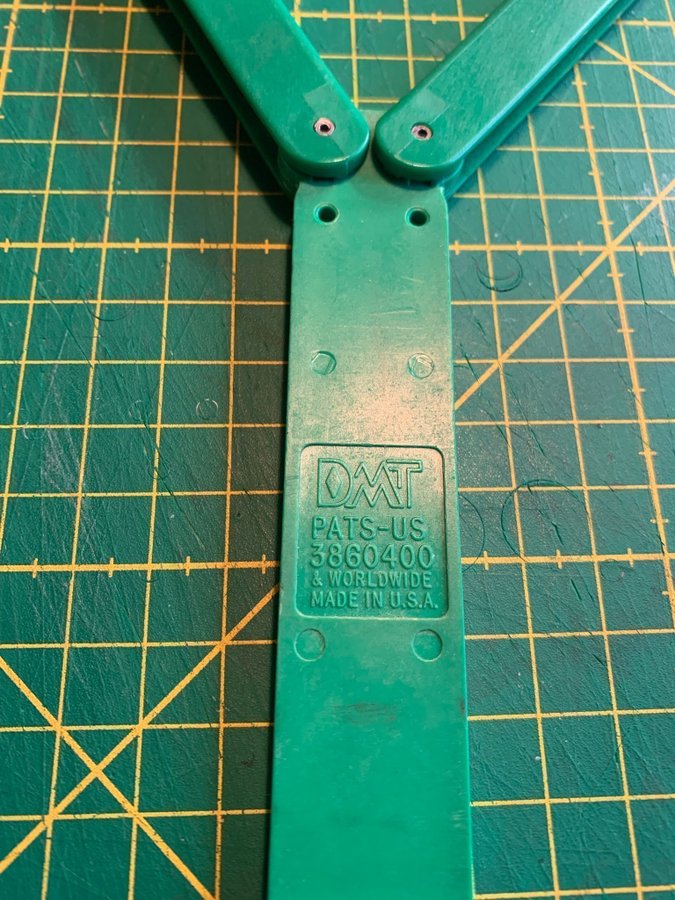 DMT
PATS-US
3860400
& WORLDWIDE
MADE IN U.S.A.